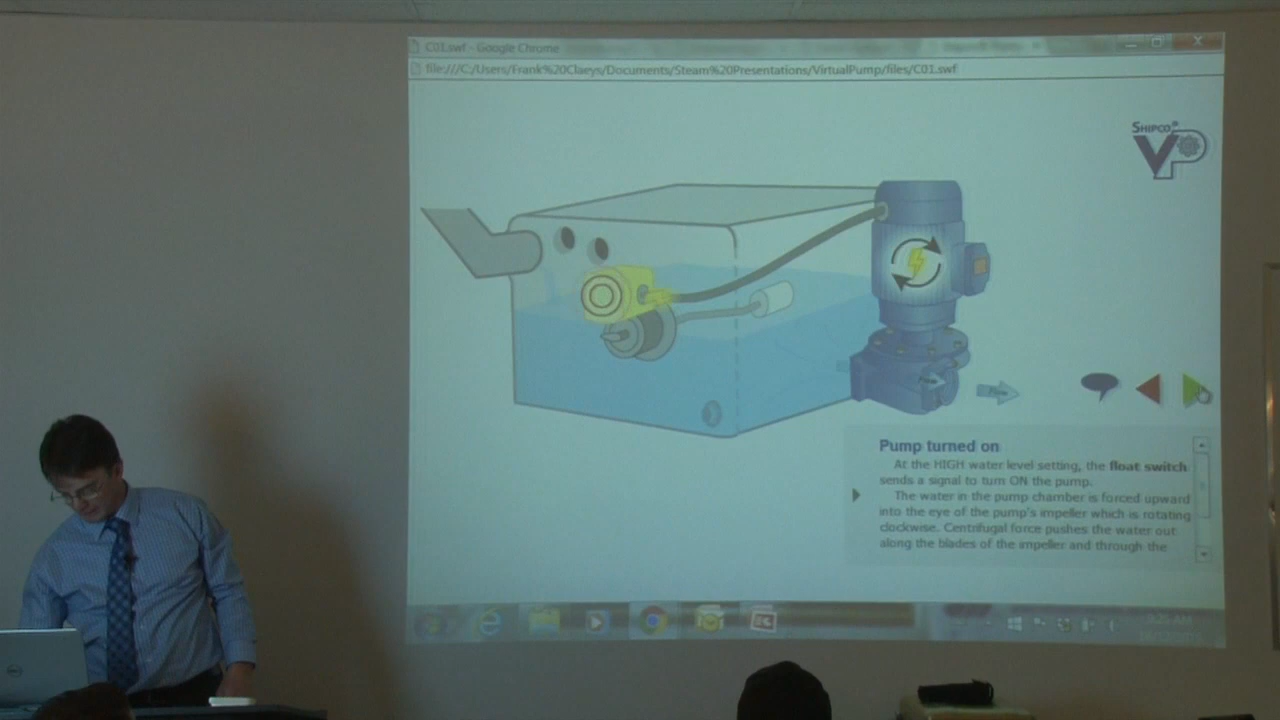 C01.swf - Google Chrome
file:///C:/Users/Frank%20Claeys/Documents/Steam%20Presentations/VirtualPump/files/C01.swf
SHIPCO®
VP
Pump turned on
At the HIGH water level setting, the float switch
sends a signal to turn ON the pump.
The water in the pump chamber is forced upward
into the eye of the pump's impeller which is rotating
clockwise. Centrifugal force pushes the water out
along the blades of the impeller and through the